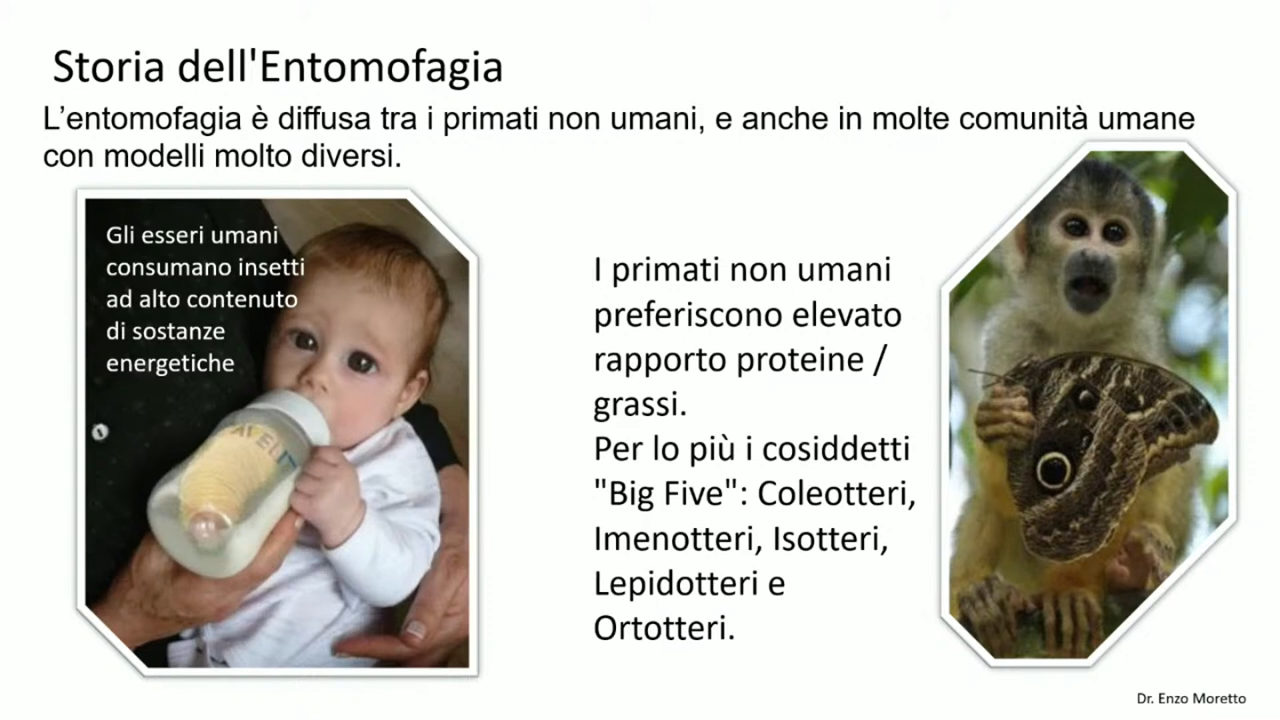 Storia dell'Entomofagia
L’entomofagia è diffusa tra i primati non umani, e anche in molte comunità umane
con modelli molto diversi.
Gli esseri umani
consumano insetti
ad alto contenuto
di sostanze
energetiche
I primati non umani
preferiscono elevato
rapporto proteine /
grassi.
Per lo più i cosiddetti
"Big Five": Coleotteri,
Imenotteri, Isotteri,
Lepidotteri e
Ortotteri.
Dr. Enzo Moretto